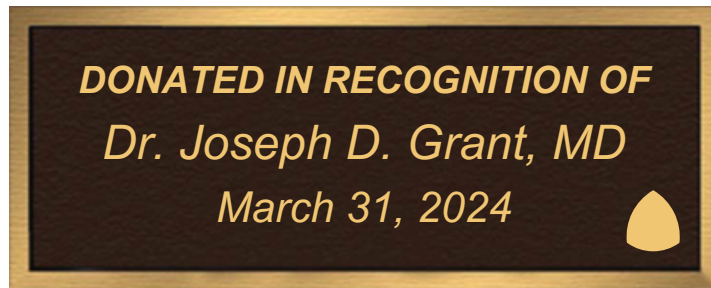 DONATED IN RECOGNITION OF
Dr. Joseph D. Grant, MD
March 31, 2024